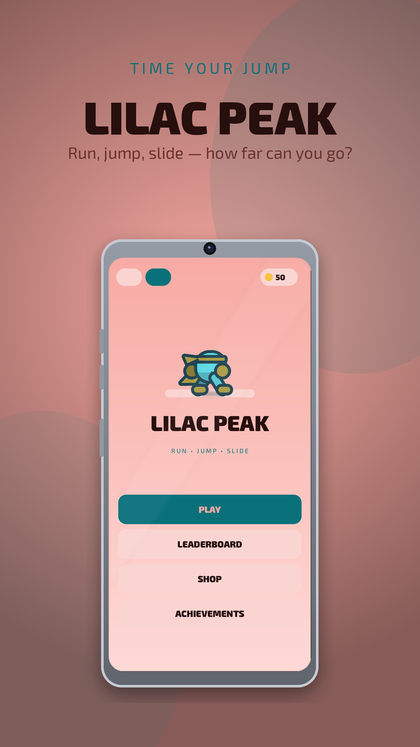 TIME YOUR JUMP
LILAC PEAK
Run, jump, slide — how far can you go?
50
LILAC PEAK
RUN • JUMP • SLIDE
PLAY
LEADERBOARD
SHOP
ACHIEVEMENTS